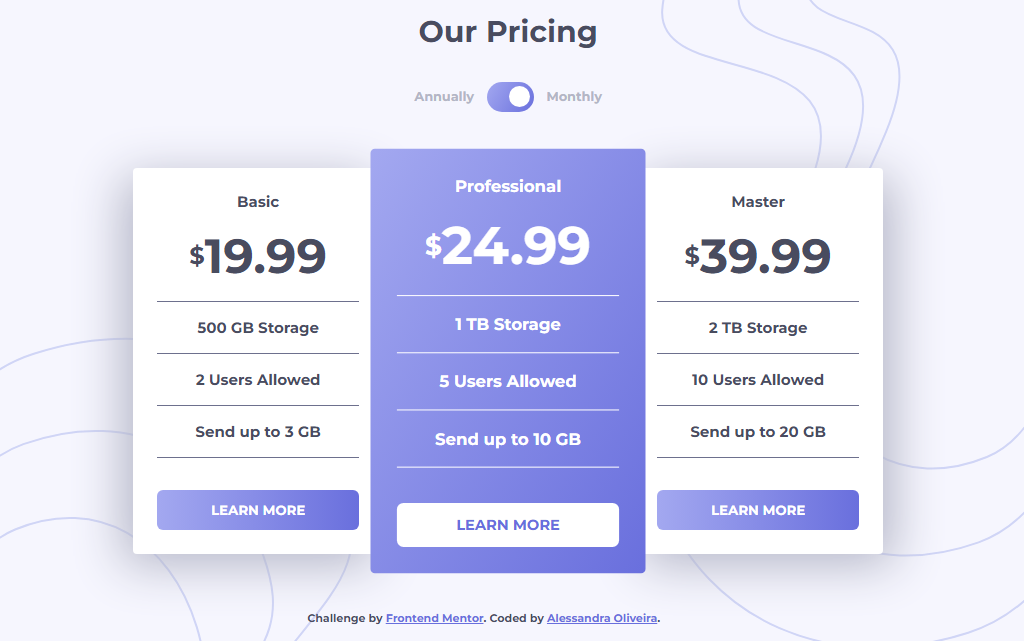 Our Pricing
Annually Monthly
Basic
$19.99
500 GB Storage
2 Users Allowed
Send up to 3 GB
LEARN MORE
Professional
$24.99
1 TB Storage
5 Users Allowed
Send up to 10 GB
LEARN MORE
Master
$39.99
2 TB Storage
10 Users Allowed
Send up to 20 GB
LEARN MORE
Challenge by Frontend Mentor. Coded by Alessandra Oliveira.